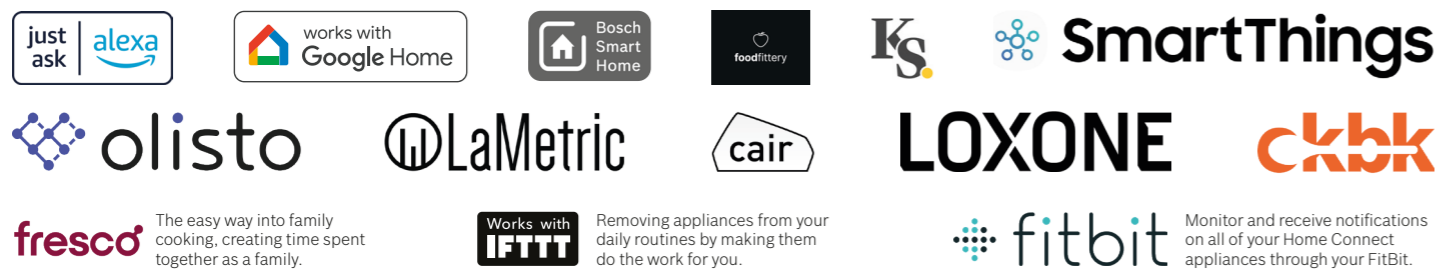 just
ask
alexa
works with
Google Home
Bosch
Smart
Home
foodfittery
KS.
SmartThings
olisto
LaMetric
cair
LOXONE
ckbk
fresco
The easy way into family
cooking, creating time spent
together as a family.
Works with
IFTTT
Removing appliances from your
daily routines by making them
do the work for you.
fitbit
Monitor and receive notifications
on all of your Home Connect
appliances through your FitBit.